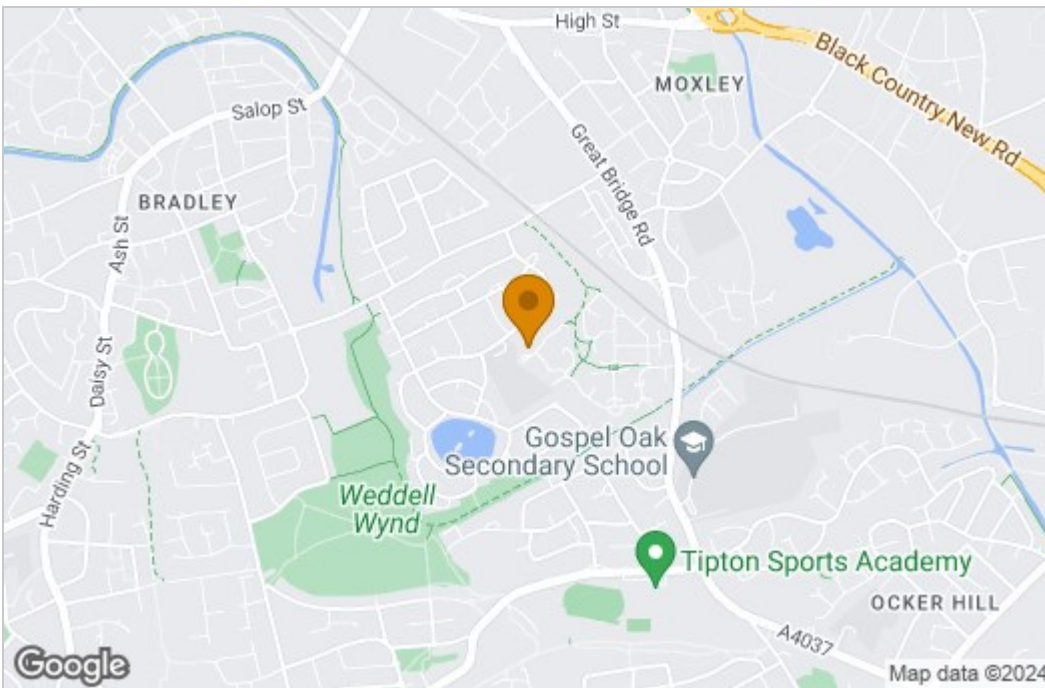 High St
Black Country New Rd
MOXLEY
Salop St
Great Bridge Rd
BRADLEY
Ash St
Daisy St
Gospel Oak
Secondary School
Harding St
Weddell
Wynd
Tipton Sports Academy
OCKER HILL
A4037
Google
Map data ©2024